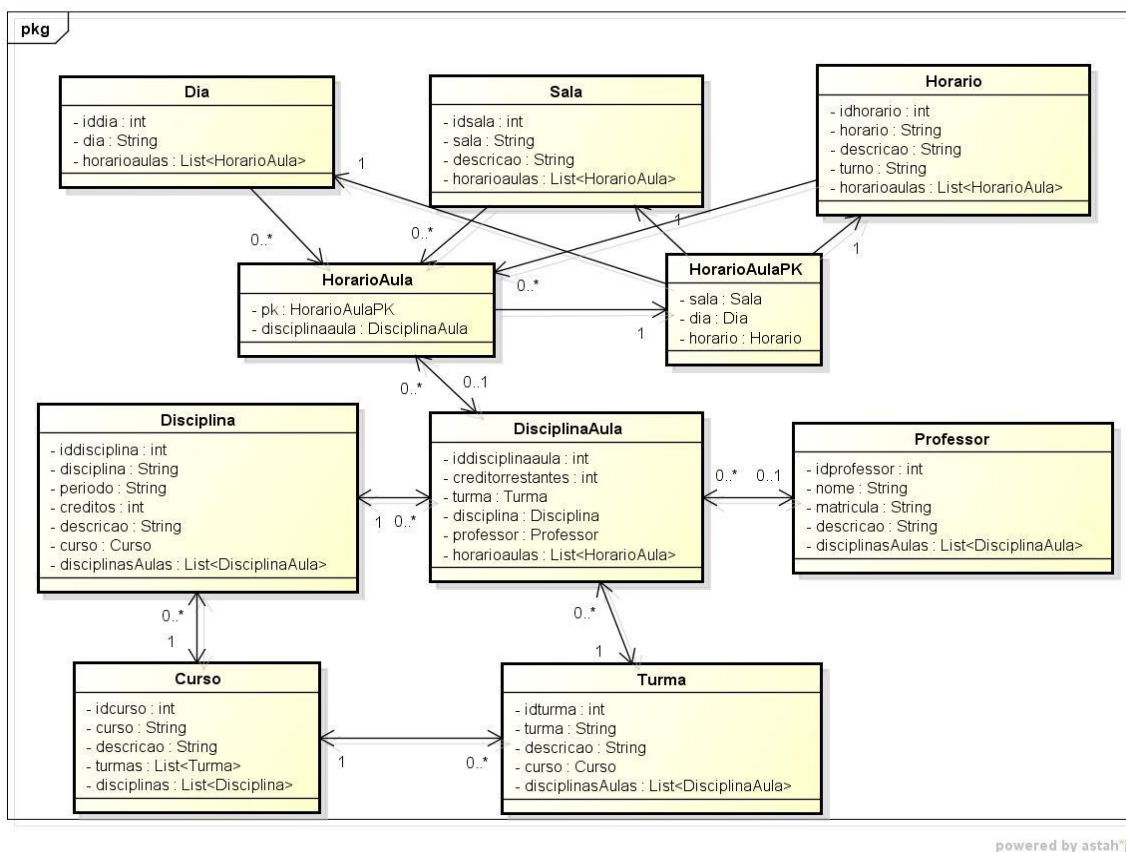 pkg
Dia
- iddia : int
- dia : String
- horarioaulas : List<HorarioAula>
Sala
- idsala : int
- sala : String
- descricao : String
- horarioaulas : List<HorarioAula>
Horario
- idhorario : int
- horario : String
- descricao : String
- turno : String
- horarioaulas : List<HorarioAula>
1
1
1
0..*
0..*
0..*
HorarioAula
- pk : HorarioAulaPK
- disciplinaaula : DisciplinaAula
1
HorarioAulaPK
- sala : Sala
- dia : Dia
- horario : Horario
0..*
0..1
Disciplina
- iddisciplina : int
- disciplina : String
- periodo : String
- creditos : int
- descricao : String
- curso : Curso
- disciplinasAulas : List<DisciplinaAula>
1
0..*
DisciplinaAula
- iddisciplinaaula : int
- creditorrestantes : int
- turma : Turma
- disciplina : Disciplina
- professor : Professor
- horarioaulas : List<HorarioAula>
0..*
0..1
Professor
- idprofessor : int
- nome : String
- matricula : String
- descricao : String
- disciplinasAulas : List<DisciplinaAula>
0..*
1
0..*
1
Curso
- idcurso : int
- curso : String
- descricao : String
- turmas : List<Turma>
- disciplinas : List<Disciplina>
1
0..*
Turma
- idturma : int
- turma : String
- descricao : String
- curso : Curso
- disciplinasAulas : List<DisciplinaAula>
powered by astah*